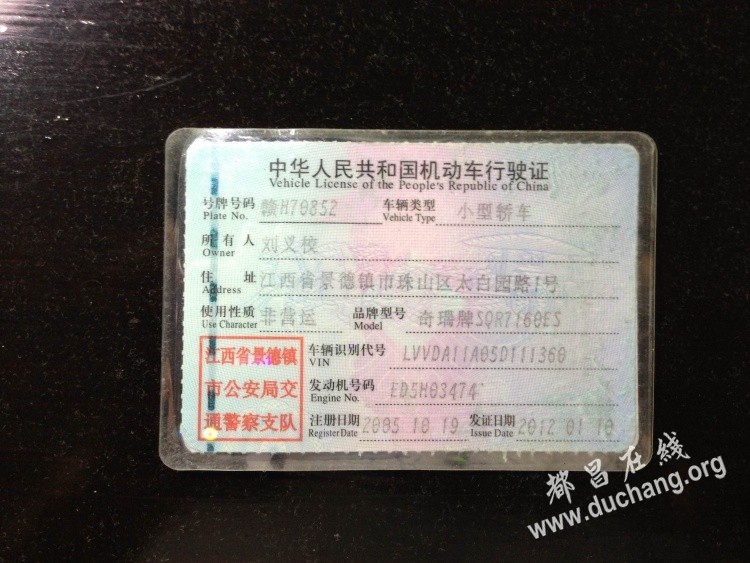 中华人民共和国机动车行驶证
Vehicle License of the People's Republic of China
号牌号码 赣H70852 车辆类型 小型轿车
Plate No. Vehicle Type
所有人 刘义校
Owner
住址 江西省景德镇市珠山区太白园路1号
Address
使用性质 非营运 品牌型号 奇瑞牌SQR7160ES
Use Character Model
江西省景德镇
市公安局交
通警察支队
车辆识别代号 LVVDA11A05D111360
VIN
发动机号码 ED5H03474
Engine No.
注册日期 2005 10 19 发证日期 2012 01 10
Register Date Issue Date
都昌在線
www.duchang.org